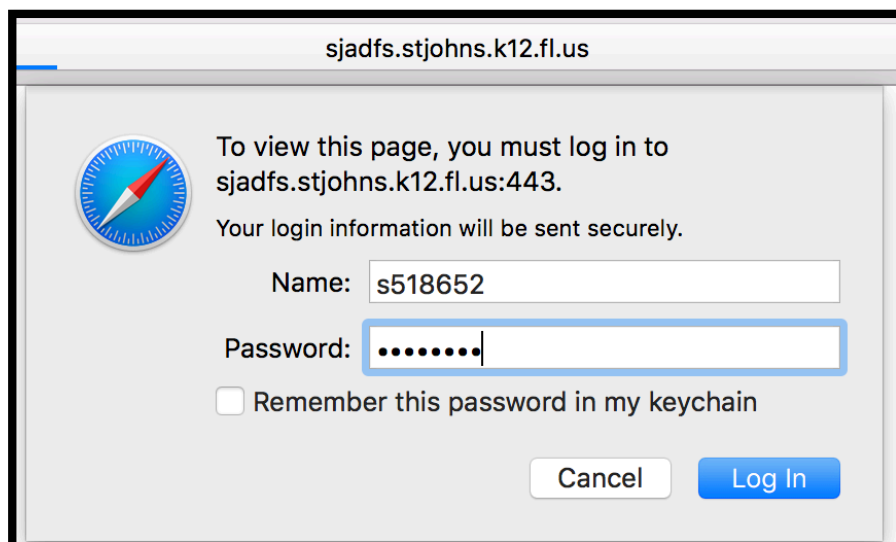 sjadfs.stjohns.k12.fl.us
To view this page, you must log in to
sjadfs.stjohns.k12.fl.us:443.
Your login information will be sent securely.
Name: s518652
Password: ••••••••
Remember this password in my keychain
Cancel Log In